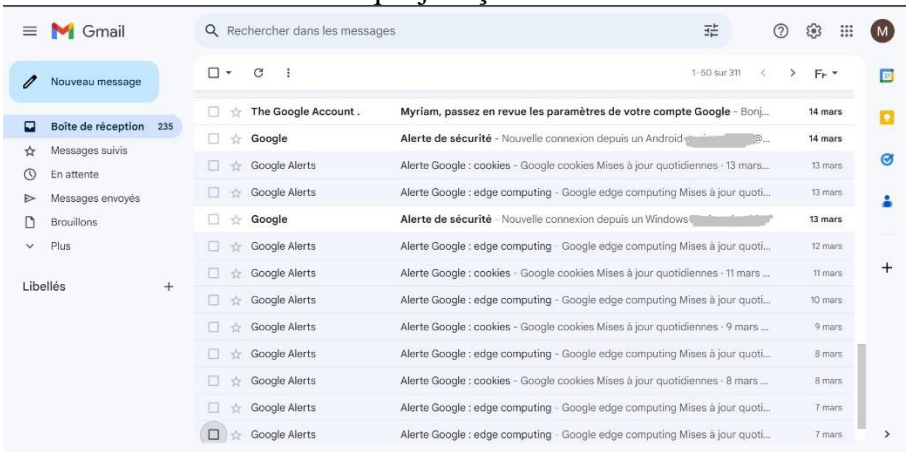 Gmail
Rechercher dans les messages
M
Nouveau message
1–50 sur 311
Fr
31
Boîte de réception 235
Messages suivis
En attente
Messages envoyés
Brouillons
Plus
Libellés
The Google Account . Myriam, passez en revue les paramètres de votre compte Google - Bonj... 14 mars
Google Alerte de sécurité - Nouvelle connexion depuis un Android @... 14 mars
Google Alerts Alerte Google : cookies - Google cookies Mises à jour quotidiennes · 13 mars... 13 mars
Google Alerts Alerte Google : edge computing - Google edge computing Mises à jour quoti... 13 mars
Google Alerte de sécurité - Nouvelle connexion depuis un Windows 13 mars
Google Alerts Alerte Google : edge computing - Google edge computing Mises à jour quoti... 12 mars
Google Alerts Alerte Google : cookies - Google cookies Mises à jour quotidiennes · 11 mars ... 11 mars
Google Alerts Alerte Google : edge computing - Google edge computing Mises à jour quoti... 10 mars
Google Alerts Alerte Google : cookies - Google cookies Mises à jour quotidiennes · 9 mars ... 9 mars
Google Alerts Alerte Google : edge computing - Google edge computing Mises à jour quoti... 8 mars
Google Alerts Alerte Google : cookies - Google cookies Mises à jour quotidiennes · 8 mars ... 8 mars
Google Alerts Alerte Google : edge computing - Google edge computing Mises à jour quoti... 7 mars
Google Alerts Alerte Google : edge computing - Google edge computing Mises à jour quoti... 7 mars